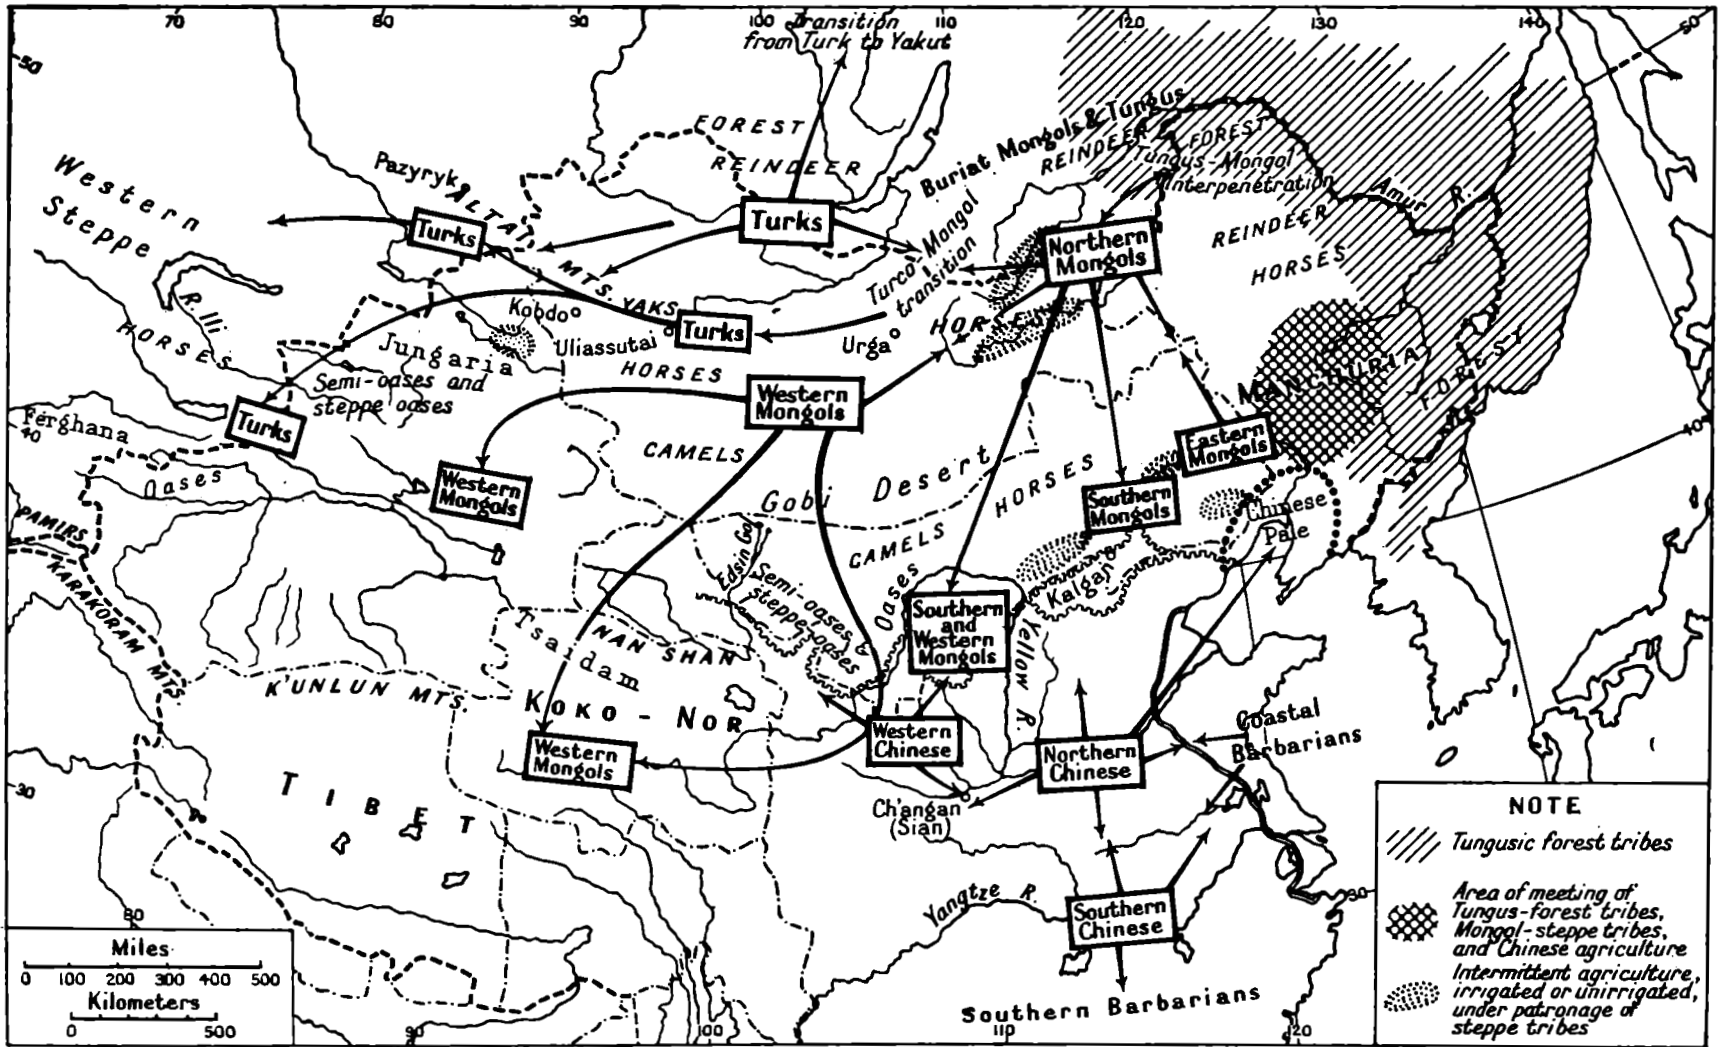 70
80
90
100
110
120
130
140
50
Transition
from Turk to Yakut
50
FOREST
REINDEER
Buriat Mongols & Tungus
REINDEER
FOREST
Tungus-Mongol
Interpenetration
Amur R.
Pazyryk
ALTAI
MTS.
Western
Steppe
Turks
Turks
Turco-Mongol
transition
Northern
Mongols
REINDEER
HORSES
R. Ili
HORSES
YAKS
Kobdo
Uliassutai
Turks
Urga
Jungaria
Semi-oases and
steppe oases
HORSES
MANCHURIA
FOREST
Turks
Ferghana
40
Oases
Western
Mongols
Western
Mongols
CAMELS
Gobi Desert
HORSES
CAMELS
Eastern
Mongols
Southern
Mongols
Chinese
Pale
40
PAMIRS
KARAKORAM MTS.
Edsin Gol
Semi-oases &
steppe-oases
Oases
Kalgan
Southern
and
Western
Mongols
Yellow R.
Tsaidam
NAN SHAN
K'UNLUN MTS.
KOKO-NOR
Western
Mongols
Western
Chinese
Northern
Chinese
Coastal
Barbarians
Ch'angan
(Sian)
30
TIBET
Yangtze R.
Southern
Chinese
30
Southern Barbarians
80
90
100
110
120
Miles
0 100 200 300 400 500
Kilometers
0 500
NOTE
Tungusic forest tribes
Area of meeting of
Tungus-forest tribes,
Mongol-steppe tribes,
and Chinese agriculture
Intermittent agriculture,
irrigated or unirrigated,
under patronage of
steppe tribes